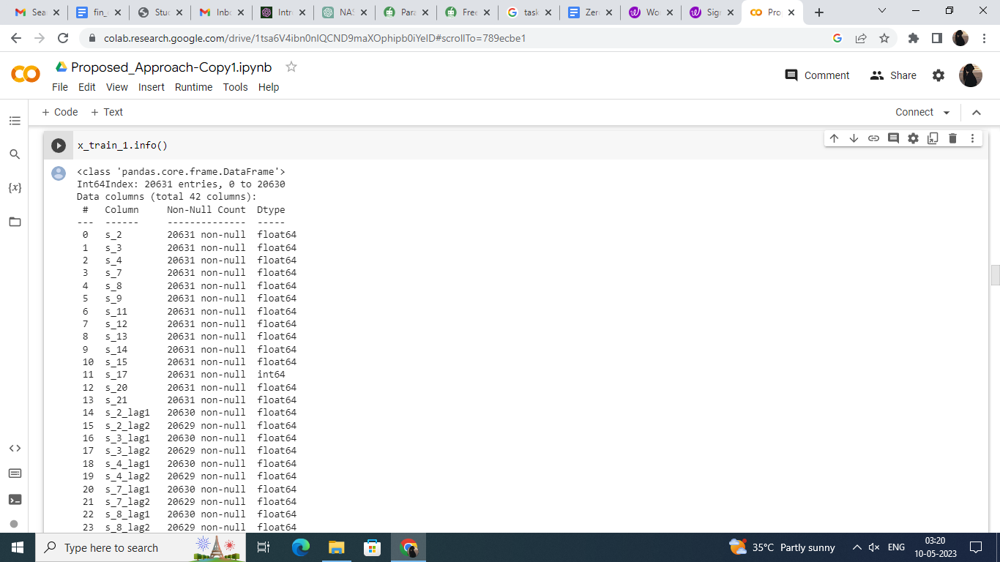 Sea
fin_
Stuc
Inbo
Intro
NAS
Para
Free
task
Zero
Wo
Sig
Pro
colab.research.google.com/drive/1tsa6V4ibn0nIQCND9maXOphipb0iYeID#scrollTo=789ecbe1
Proposed_Approach-Copy1.ipynb
Comment Share
File Edit View Insert Runtime Tools Help
+ Code + Text Connect
x_train_1.info()
{x}
<class 'pandas.core.frame.DataFrame'>
Int64Index: 20631 entries, 0 to 20630
Data columns (total 42 columns):
# Column Non-Null Count Dtype
--- ------ -------------- -----
0 s_2 20631 non-null float64
1 s_3 20631 non-null float64
2 s_4 20631 non-null float64
3 s_7 20631 non-null float64
4 s_8 20631 non-null float64
5 s_9 20631 non-null float64
6 s_11 20631 non-null float64
7 s_12 20631 non-null float64
8 s_13 20631 non-null float64
9 s_14 20631 non-null float64
10 s_15 20631 non-null float64
11 s_17 20631 non-null int64
12 s_20 20631 non-null float64
13 s_21 20631 non-null float64
14 s_2_lag1 20630 non-null float64
15 s_2_lag2 20629 non-null float64
16 s_3_lag1 20630 non-null float64
17 s_3_lag2 20629 non-null float64
18 s_4_lag1 20630 non-null float64
19 s_4_lag2 20629 non-null float64
20 s_7_lag1 20630 non-null float64
21 s_7_lag2 20629 non-null float64
22 s_8_lag1 20630 non-null float64
23 s_8_lag2 20629 non-null float64
Type here to search
35°C Partly sunny
ENG
03:20
10-05-2023